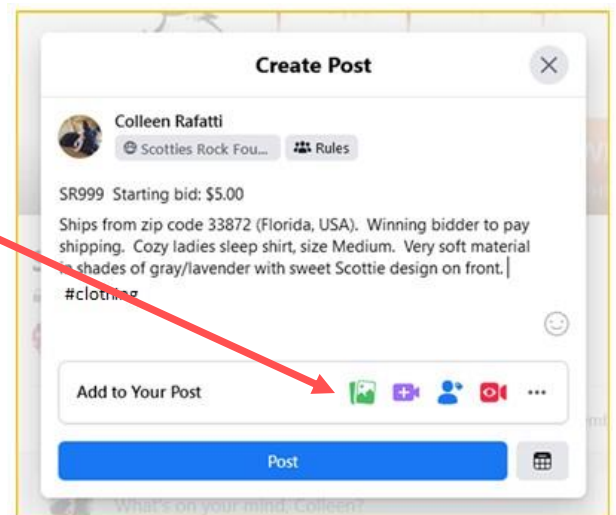 Create Post
Colleen Rafatti
Scotties Rock Fou...
Rules
SR999 Starting bid: $5.00
Ships from zip code 33872 (Florida, USA). Winning bidder to pay
shipping. Cozy ladies sleep shirt, size Medium. Very soft material
in shades of gray/lavender with sweet Scottie design on front.
#clothing
Add to Your Post
Post
What's on your mind, Colleen?